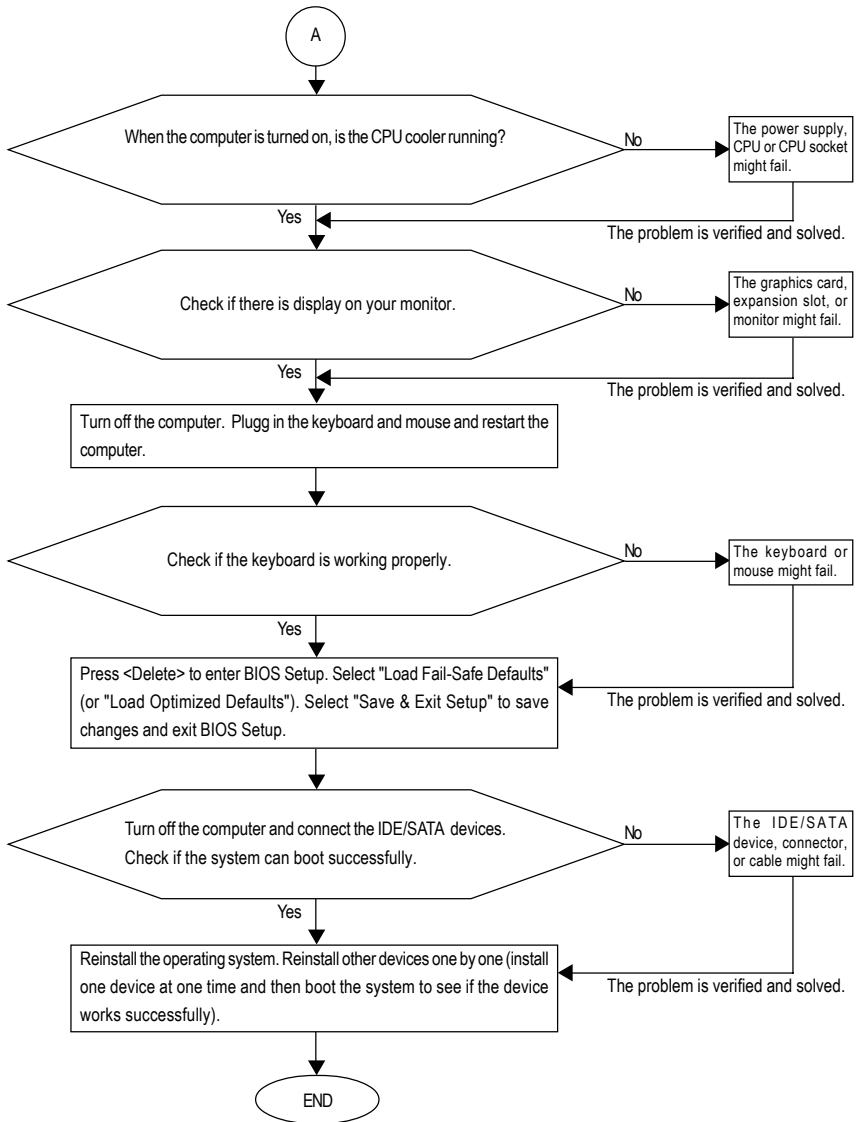 A
When the computer is turned on, is the CPU cooler running?
No
The power supply,
CPU or CPU socket
might fail.
Yes
The problem is verified and solved.
Check if there is display on your monitor.
No
The graphics card,
expansion slot, or
monitor might fail.
Yes
The problem is verified and solved.
Turn off the computer. Plugg in the keyboard and mouse and restart the
computer.
Check if the keyboard is working properly.
No
The keyboard or
mouse might fail.
Yes
Press <Delete> to enter BIOS Setup. Select "Load Fail-Safe Defaults"
(or "Load Optimized Defaults"). Select "Save & Exit Setup" to save
changes and exit BIOS Setup.
The problem is verified and solved.
Turn off the computer and connect the IDE/SATA devices.
Check if the system can boot successfully.
No
The IDE/SATA
device, connector,
or cable might fail.
Yes
Reinstall the operating system. Reinstall other devices one by one (install
one device at one time and then boot the system to see if the device
works successfully).
The problem is verified and solved.
END